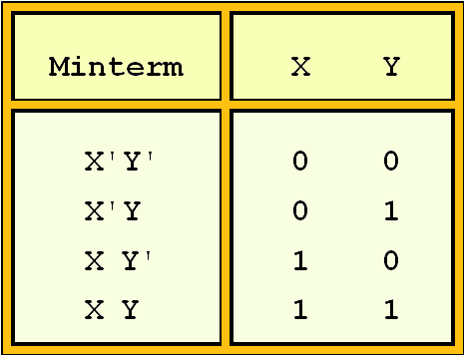 Minterm X Y
X'Y' 0 0
X'Y 0 1
X Y' 1 0
X Y 1 1